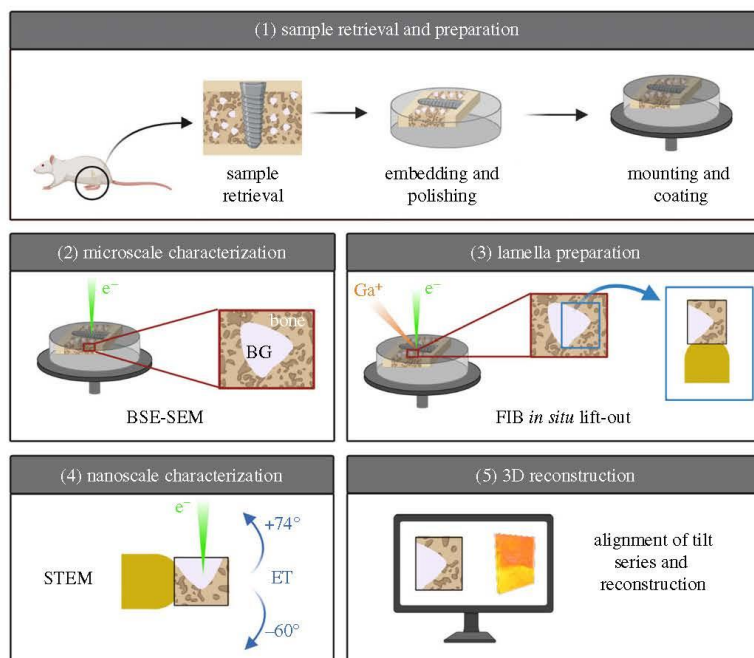 (1) sample retrieval and preparation
sample
retrieval
embedding and
polishing
mounting and
coating
(2) microscale characterization
e⁻
bone
BG
BSE-SEM
(3) lamella preparation
Ga⁺
e⁻
FIB in situ lift-out
(4) nanoscale characterization
e⁻
+74°
STEM
ET
–60°
(5) 3D reconstruction
alignment of tilt
series and
reconstruction